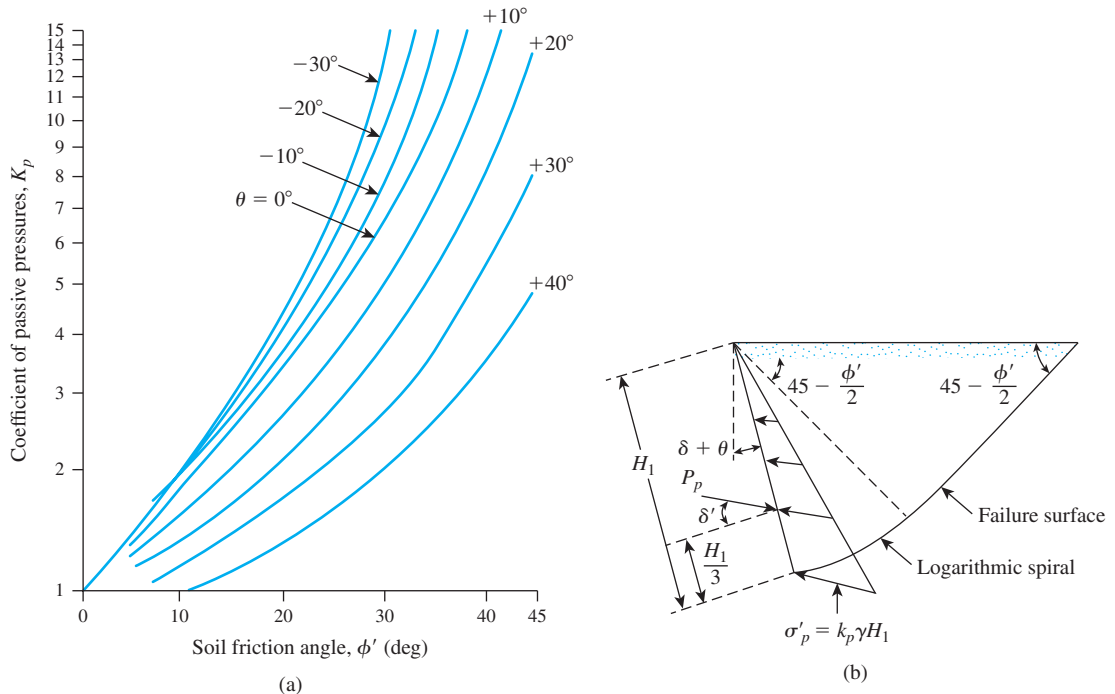 15
14
13
12
11
10
9
8
7
6
5
4
3
2
1
Coefficient of passive pressures, Kp
0
10
20
30
40
45
Soil friction angle, ϕ′ (deg)
−30°
−20°
−10°
θ = 0°
+10°
+20°
+30°
+40°
(a)
45 − ϕ′/2
45 − ϕ′/2
δ + θ
H1
Pp
δ′
H1/3
Failure surface
Logarithmic spiral
σ′p = kpγH1
(b)